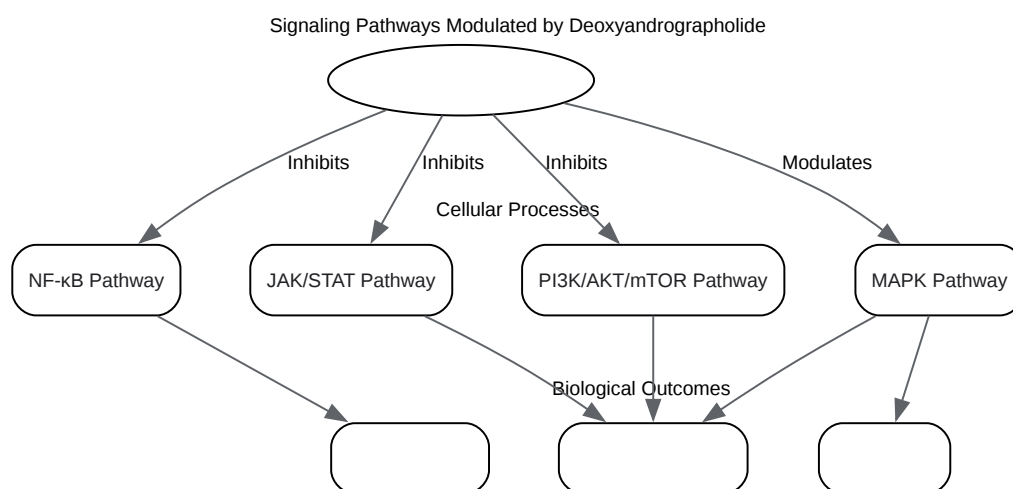 Signaling Pathways Modulated by Deoxyandrographolide
Inhibits
Inhibits
Inhibits
Modulates
Cellular Processes
NF-κB Pathway
JAK/STAT Pathway
PI3K/AKT/mTOR Pathway
MAPK Pathway
Biological Outcomes